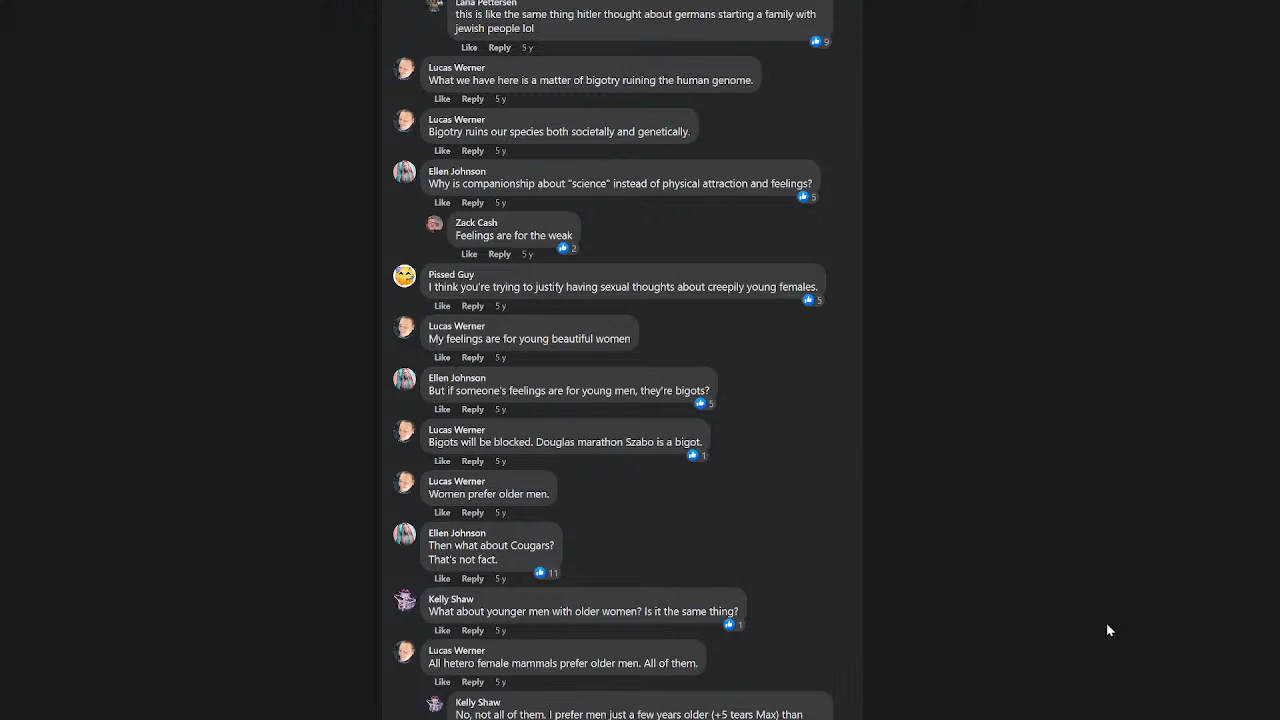 Lana Pettersen
this is like the same thing hitler thought about germans starting a family with
jewish people lol
9
Like Reply 5 y
Lucas Werner
What we have here is a matter of bigotry ruining the human genome.
Like Reply 5 y
Lucas Werner
Bigotry ruins our species both societally and genetically.
Like Reply 5 y
Ellen Johnson
Why is companionship about "science" instead of physical attraction and feelings?
5
Like Reply 5 y
Zack Cash
Feelings are for the weak
2
Like Reply 5 y
Pissed Guy
I think you're trying to justify having sexual thoughts about creepily young females.
5
Like Reply 5 y
Lucas Werner
My feelings are for young beautiful women
Like Reply 5 y
Ellen Johnson
But if someone's feelings are for young men, they're bigots?
5
Like Reply 5 y
Lucas Werner
Bigots will be blocked. Douglas marathon Szabo is a bigot.
1
Like Reply 5 y
Lucas Werner
Women prefer older men.
Like Reply 5 y
Ellen Johnson
Then what about Cougars?
That's not fact.
11
Like Reply 5 y
Kelly Shaw
What about younger men with older women? Is it the same thing?
1
Like Reply 5 y
Lucas Werner
All hetero female mammals prefer older men. All of them.
Like Reply 5 y
Kelly Shaw
No, not all of them. I prefer men just a few years older (+5 tears Max) than